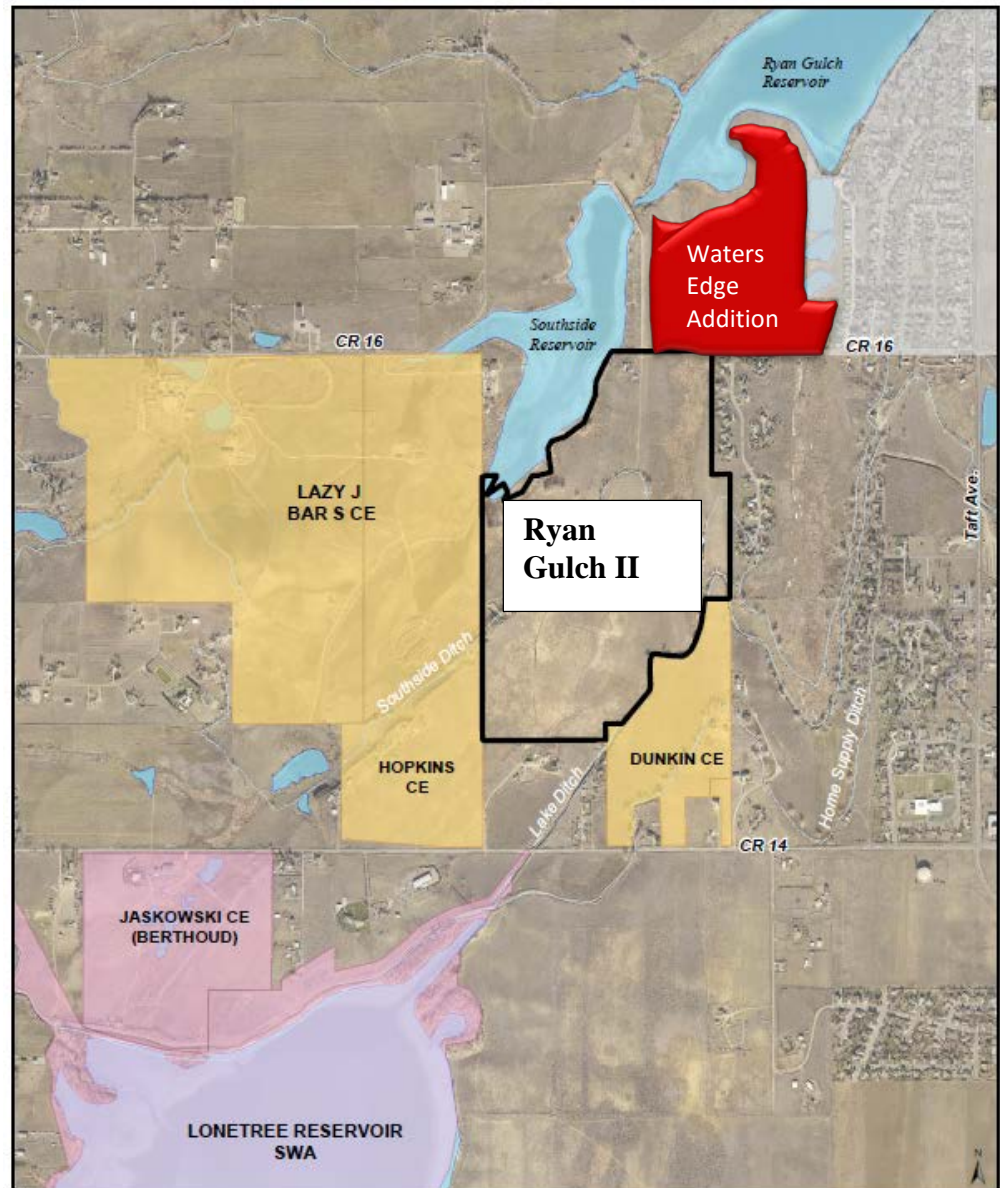 Ryan Gulch
Reservoir
Waters
Edge
Addition
Southside
Reservoir
CR 16
CR 16
LAZY J
BAR S CE
Ryan
Gulch II
Taft Ave.
Southside Ditch
HOPKINS
CE
Lake Ditch
DUNKIN CE
Home Supply Ditch
CR 14
JASKOWSKI CE
(BERTHOUD)
LONETREE RESERVOIR
SWA
N